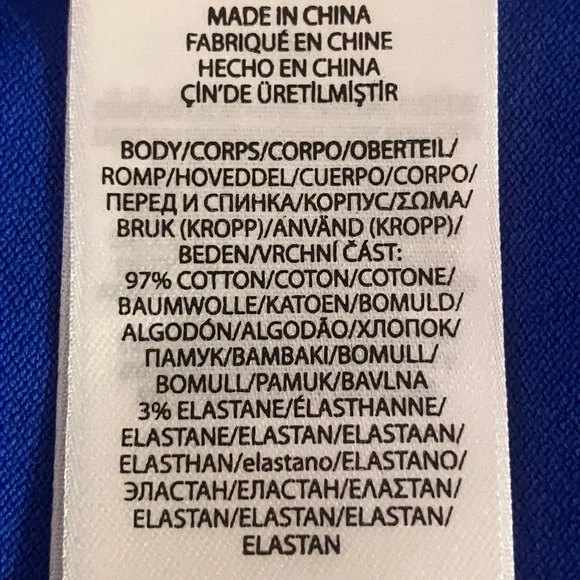 MADE IN CHINA
FABRIQUÉ EN CHINE
HECHO EN CHINA
ÇİN'DE ÜRETİLMİŞTİR
BODY/CORPS/CORPO/OBERTEIL/
ROMP/HOVEDDEL/CUERPO/CORPO/
ПЕРЕД И СПИНКА/КОРПУС/ΣΩΜΑ/
BRUK (KROPP)/ANVÄND (KROPP)/
BEDEN/VRCHNÍ ČÁST:
97% COTTON/COTON/COTONE/
BAUMWOLLE/KATOEN/BOMULD/
ALGODÓN/ALGODÃO/ХЛОПОК/
ПАМУК/BAMBAKI/BOMULL/
BOMULL/PAMUK/BAVLNA
3% ELASTANE/ÉLASTHANNE/
ELASTANE/ELASTAN/ELASTAAN/
ELASTHAN/elastano/ELASTANO/
ЭЛАСТАН/ЕЛАСТАН/ΕΛΑΣΤΑΝ/
ELASTAN/ELASTAN/ELASTAN/
ELASTAN